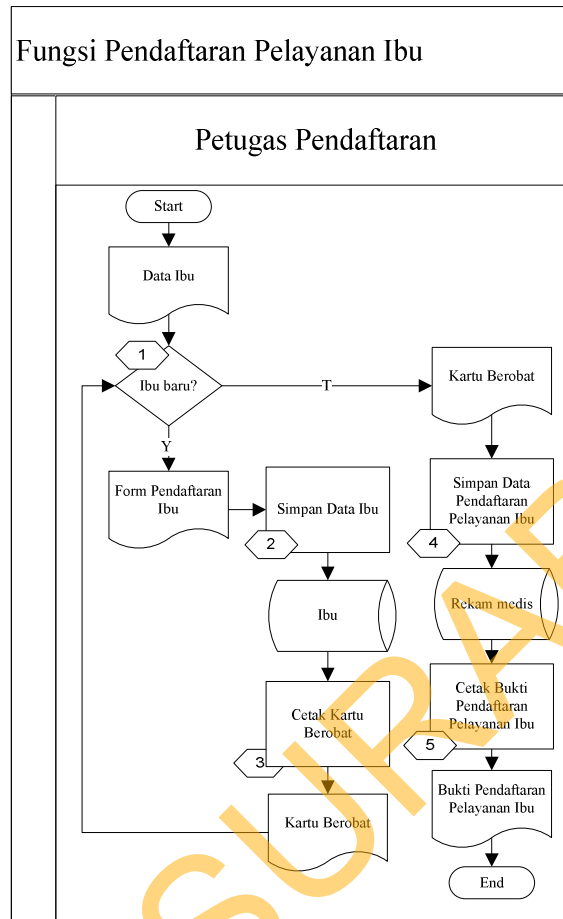 Fungsi Pendaftaran Pelayanan Ibu
Petugas Pendaftaran
Start
Data Ibu
1
Ibu baru?
T
Y
Form Pendaftaran
Ibu
Simpan Data Ibu
2
Ibu
Cetak Kartu
Berobat
3
Kartu Berobat
Kartu Berobat
Simpan Data
Pendaftaran
Pelayanan Ibu
4
Rekam medis
Cetak Bukti
Pendaftaran
Pelayanan Ibu
5
Bukti Pendaftaran
Pelayanan Ibu
End
SURA